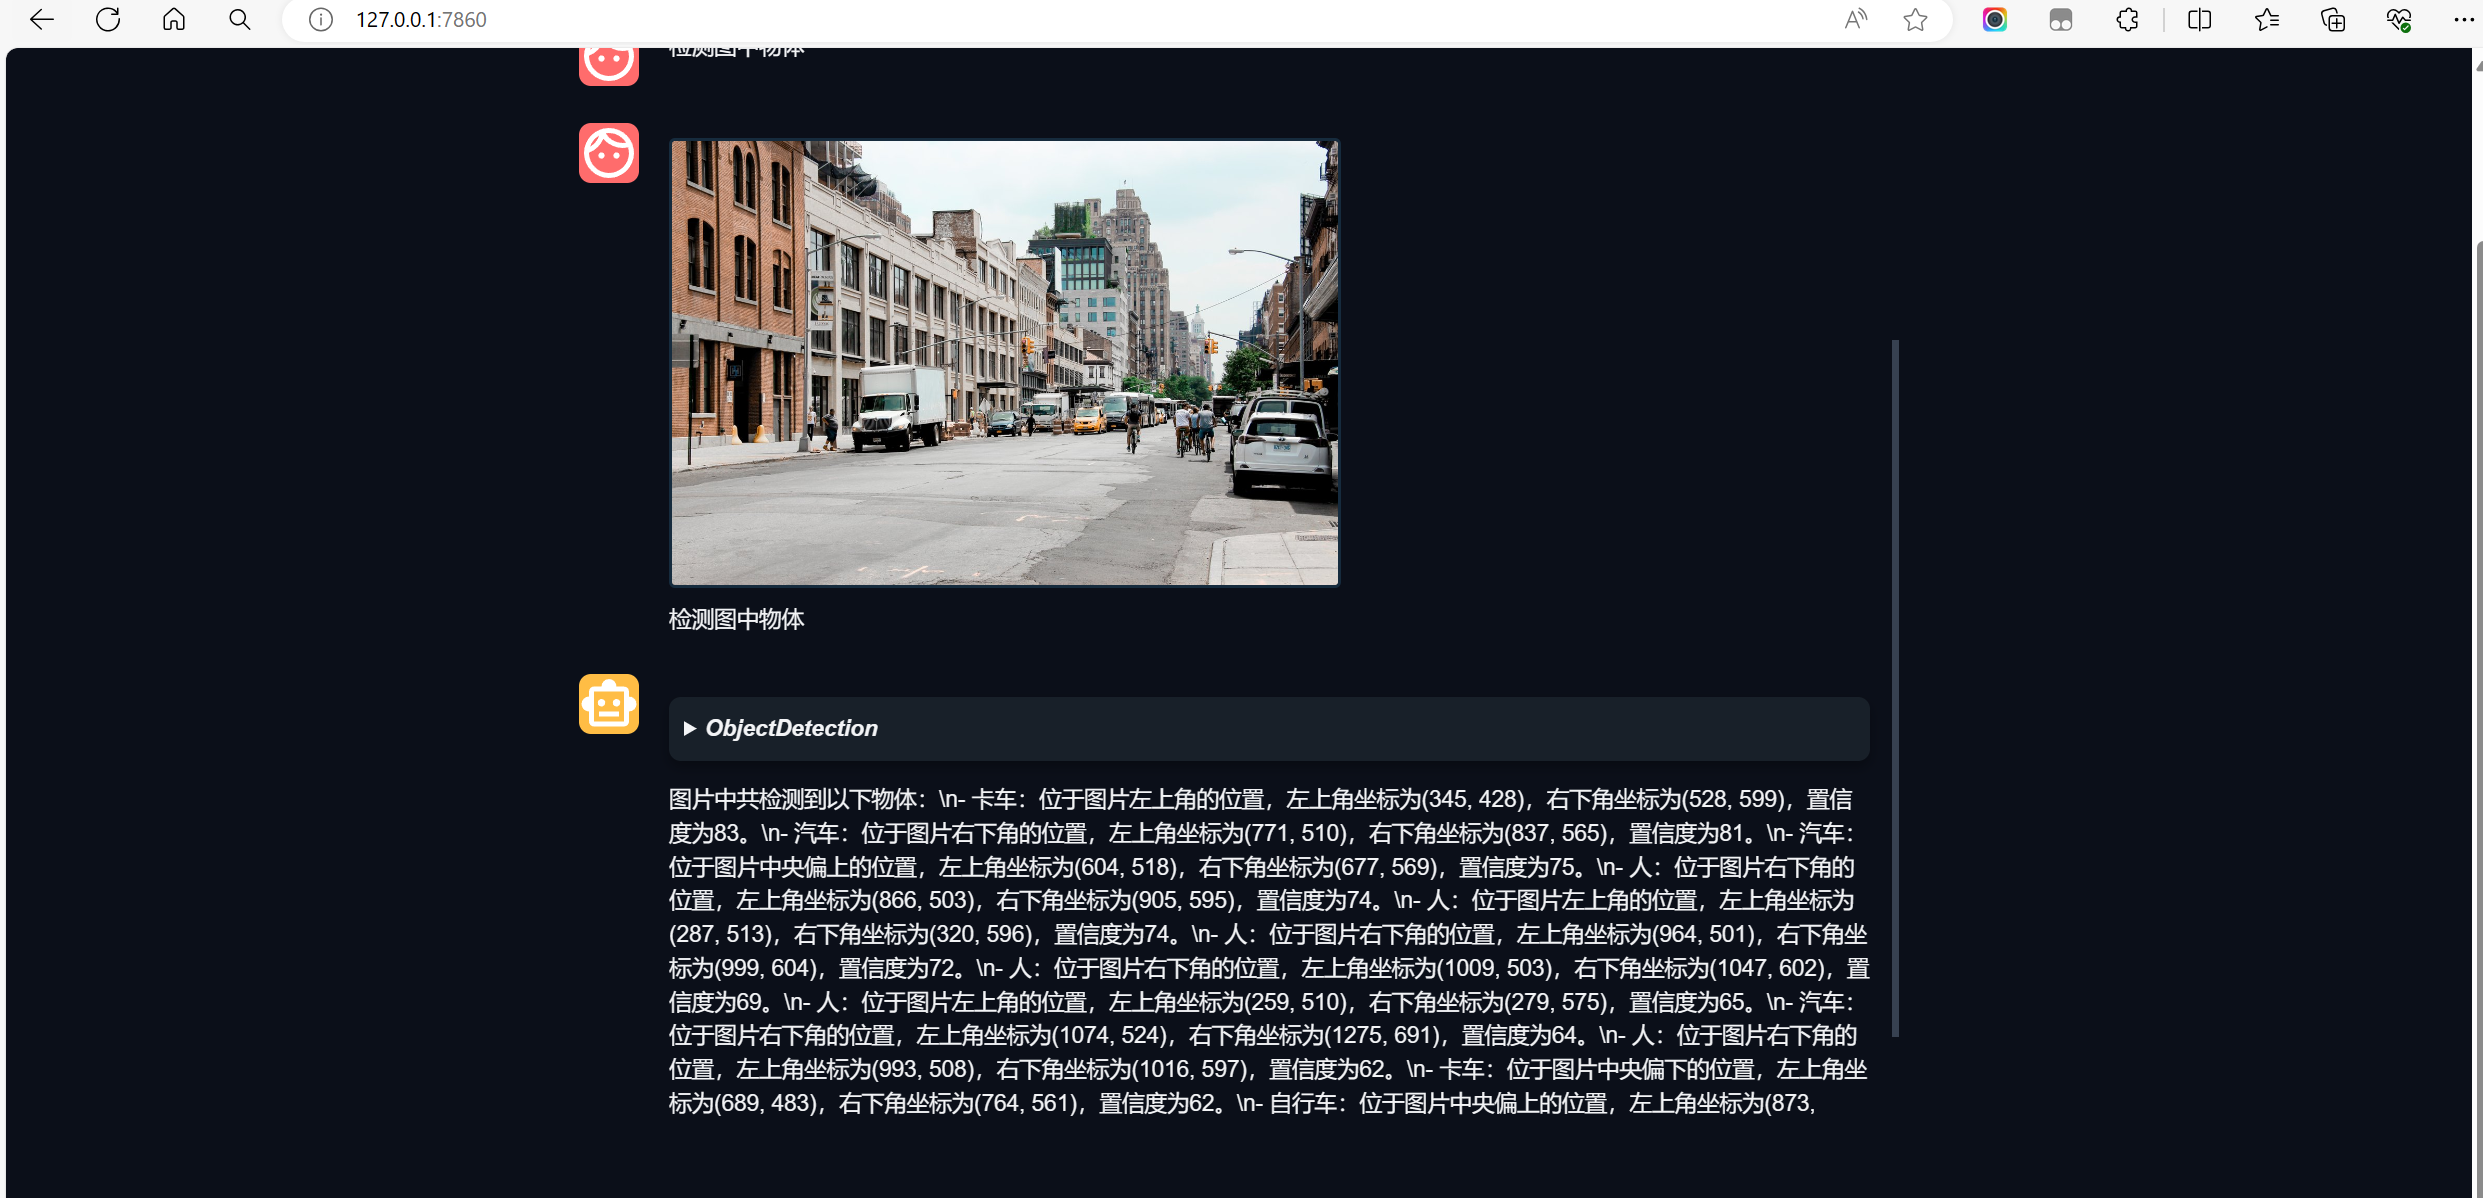 127.0.0.1:7860
检测图中物体
检测图中物体
ObjectDetection
图片中共检测到以下物体：\n- 卡车：位于图片左上角的位置，左上角坐标为(345, 428)，右下角坐标为(528, 599)，置信
度为83。\n- 汽车：位于图片右下角的位置，左上角坐标为(771, 510)，右下角坐标为(837, 565)，置信度为81。\n- 汽车：
位于图片中央偏上的位置，左上角坐标为(604, 518)，右下角坐标为(677, 569)，置信度为75。\n- 人：位于图片右下角的
位置，左上角坐标为(866, 503)，右下角坐标为(905, 595)，置信度为74。\n- 人：位于图片左上角的位置，左上角坐标为
(287, 513)，右下角坐标为(320, 596)，置信度为74。\n- 人：位于图片右下角的位置，左上角坐标为(964, 501)，右下角坐
标为(999, 604)，置信度为72。\n- 人：位于图片右下角的位置，左上角坐标为(1009, 503)，右下角坐标为(1047, 602)，置
信度为69。\n- 人：位于图片左上角的位置，左上角坐标为(259, 510)，右下角坐标为(279, 575)，置信度为65。\n- 汽车：
位于图片右下角的位置，左上角坐标为(1074, 524)，右下角坐标为(1275, 691)，置信度为64。\n- 人：位于图片右下角的
位置，左上角坐标为(993, 508)，右下角坐标为(1016, 597)，置信度为62。\n- 卡车：位于图片中央偏下的位置，左上角坐
标为(689, 483)，右下角坐标为(764, 561)，置信度为62。\n- 自行车：位于图片中央偏上的位置，左上角坐标为(873,